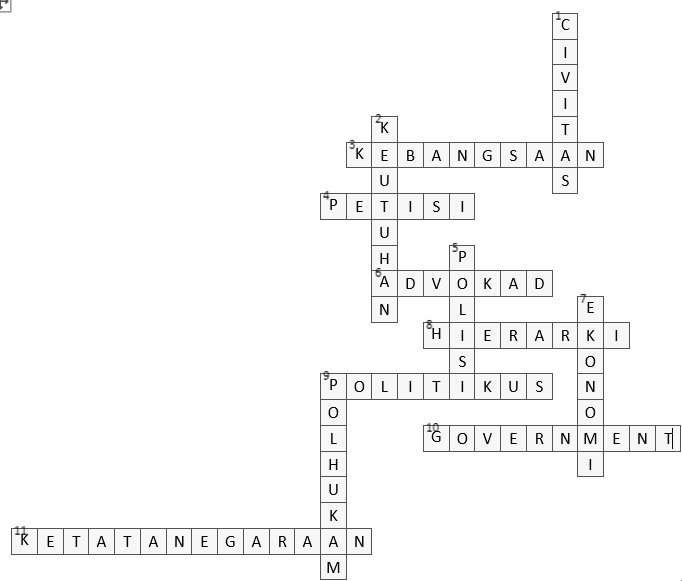 1 CIVITAS
2 KEUTUHAN
3 KEBANGSAAN
4 PETISI
5 POLISI
6 ADVOKAD
7 EKONOMI
8 HIERARKI
9 POLITIKUS
9 POLHUKAM
10 GOVERNMENT
11 KETATANEGARAAN